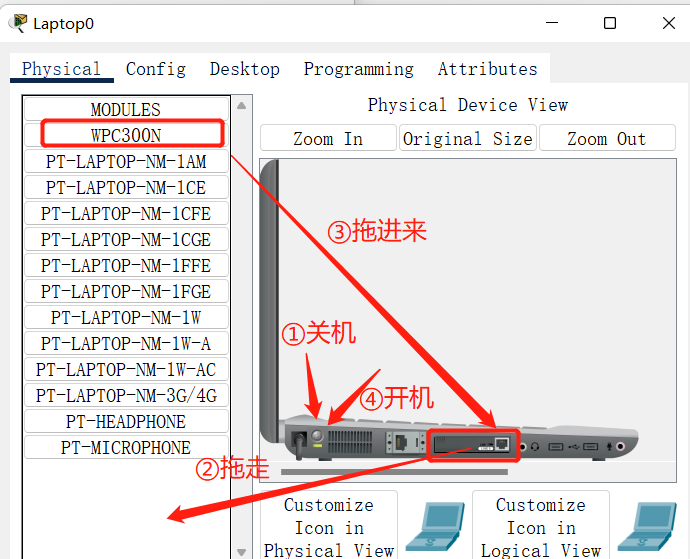 Laptop0
Physical Config Desktop Programming Attributes
MODULES
WPC300N
PT-LAPTOP-NM-1AM
PT-LAPTOP-NM-1CE
PT-LAPTOP-NM-1CFE
PT-LAPTOP-NM-1CGE
PT-LAPTOP-NM-1FFE
PT-LAPTOP-NM-1FGE
PT-LAPTOP-NM-1W
PT-LAPTOP-NM-1W-A
PT-LAPTOP-NM-1W-AC
PT-LAPTOP-NM-3G/4G
PT-HEADPHONE
PT-MICROPHONE
Physical Device View
Zoom In Original Size Zoom Out
③拖进来
①关机
④开机
②拖走
Customize
Icon in
Physical View
Customize
Icon in
Logical View